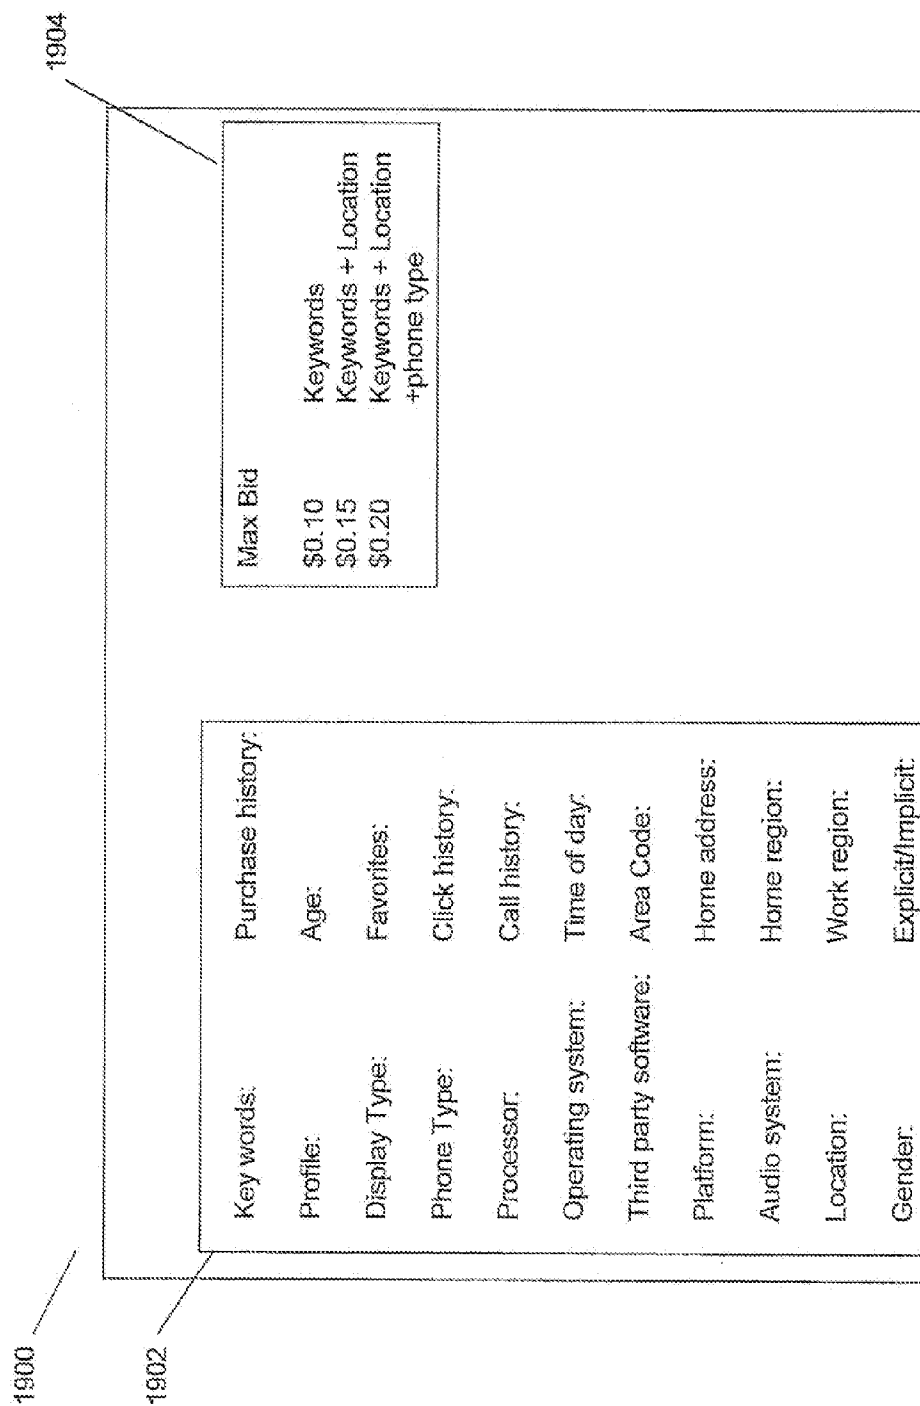 1900
1902
1904
Key words:
Purchase history:
Profile:
Age:
Display Type:
Favorites:
Phone Type:
Click history:
Processor:
Call history:
Operating system:
Time of day:
Third party software:
Area Code:
Platform:
Home address:
Audio system:
Home region:
Location:
Work region:
Gender:
Explicit/Implicit:
Max Bid
$0.10 Keywords
$0.15 Keywords + Location
$0.20 Keywords + Location
+phone type